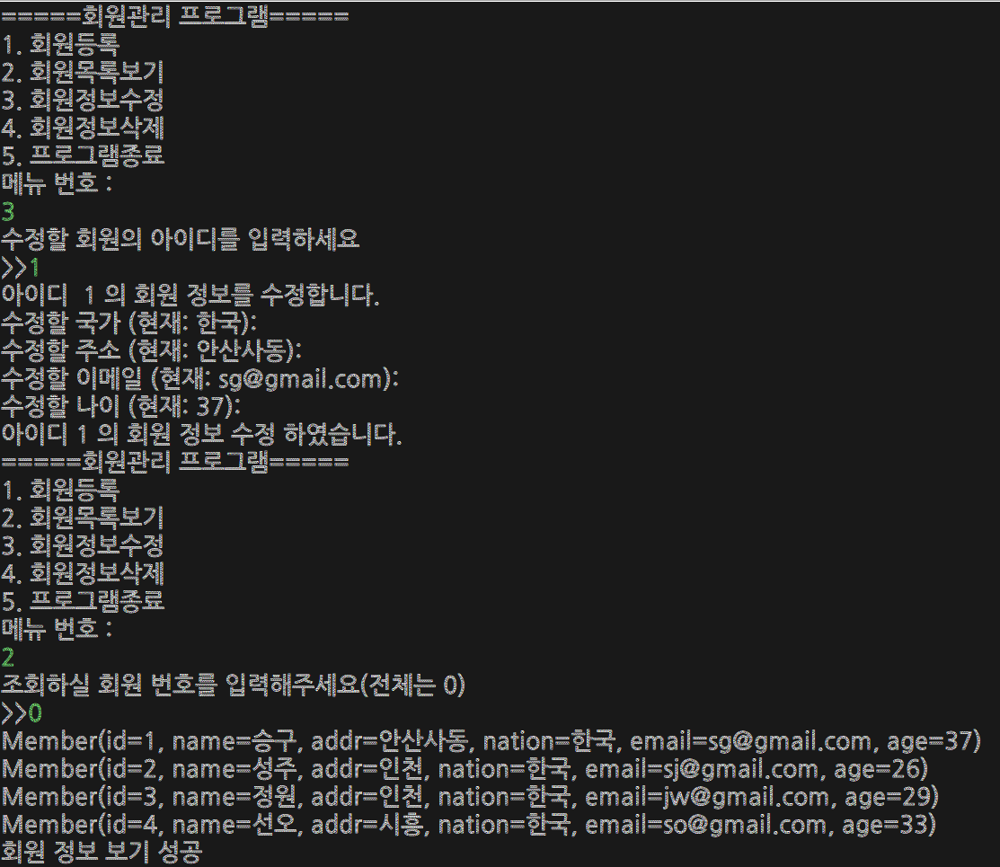 =====회원관리 프로그램=====
1. 회원등록
2. 회원목록보기
3. 회원정보수정
4. 회원정보삭제
5. 프로그램종료
메뉴 번호 :
3
수정할 회원의 아이디를 입력하세요
>>1
아이디  1 의 회원 정보를 수정합니다.
수정할 국가 (현재: 한국):
수정할 주소 (현재: 안산사동):
수정할 이메일 (현재: sg@gmail.com):
수정할 나이 (현재: 37):
아이디 1 의 회원 정보 수정 하였습니다.
=====회원관리 프로그램=====
1. 회원등록
2. 회원목록보기
3. 회원정보수정
4. 회원정보삭제
5. 프로그램종료
메뉴 번호 :
2
조회하실 회원 번호를 입력해주세요(전체는 0)
>>0
Member(id=1, name=승구, addr=안산사동, nation=한국, email=sg@gmail.com, age=37)
Member(id=2, name=성주, addr=인천, nation=한국, email=sj@gmail.com, age=26)
Member(id=3, name=정원, addr=인천, nation=한국, email=jw@gmail.com, age=29)
Member(id=4, name=선오, addr=시흥, nation=한국, email=so@gmail.com, age=33)
회원 정보 보기 성공